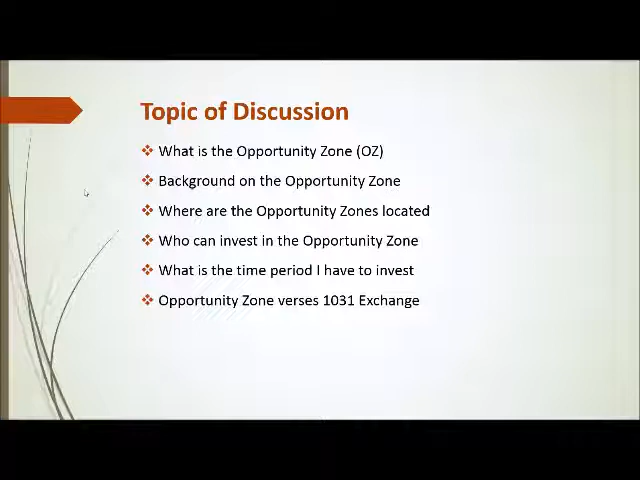 Topic of Discussion
What is the Opportunity Zone (OZ)
Background on the Opportunity Zone
Where are the Opportunity Zones located
Who can invest in the Opportunity Zone
What is the time period I have to invest
Opportunity Zone verses 1031 Exchange